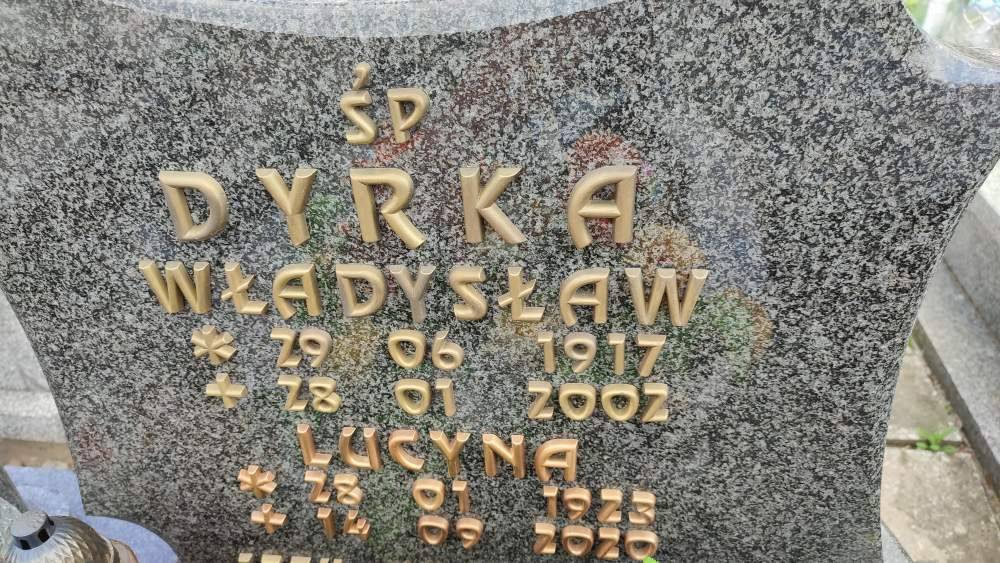 ŚP
DYRKA
WŁADYSŁAW
* 29 06 1917
+ 28 01 2002
LUCYNA
* 28 01 1923
+ 14 09 2020